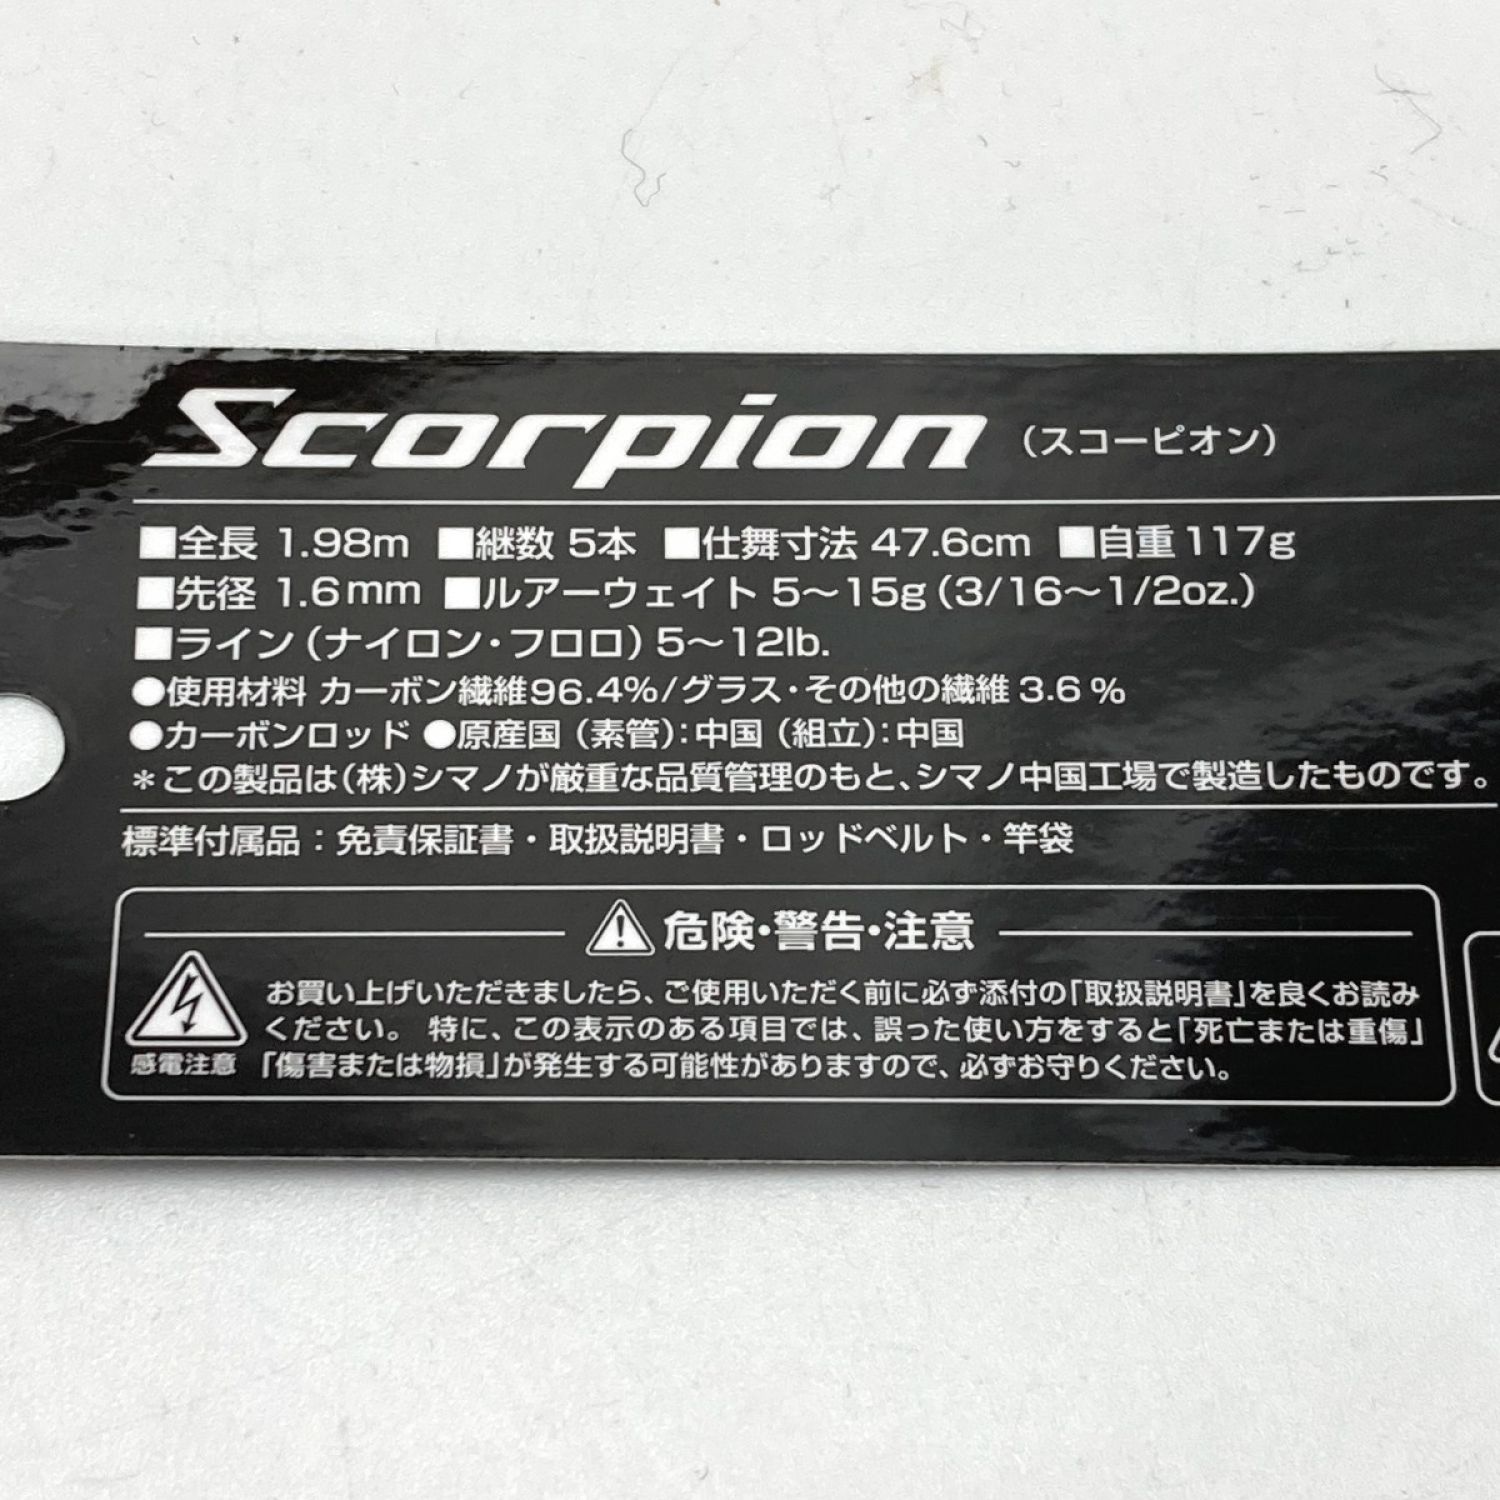 Scorpion (スコーピオン)
■全長 1.98m ■継数 5本 ■仕舞寸法 47.6cm ■自重 117g
■先径 1.6mm ■ルアーウェイト 5～15g (3/16～1/2oz.)
■ライン (ナイロン・フロロ) 5～12lb.
●使用材料 カーボン繊維96.4%/グラス・その他の繊維 3.6%
●カーボンロッド ●原産国 (素管):中国 (組立):中国
＊この製品は(株)シマノが厳重な品質管理のもと、シマノ中国工場で製造したものです。
標準付属品：免責保証書・取扱説明書・ロッドベルト・竿袋
危険・警告・注意
感電注意
お買い上げいただきましたら、ご使用いただく前に必ず添付の「取扱説明書」を良くお読み
ください。 特に、この表示のある項目では、誤った使い方をすると「死亡または重傷」
「傷害または物損」が発生する可能性がありますので、必ずお守りください。